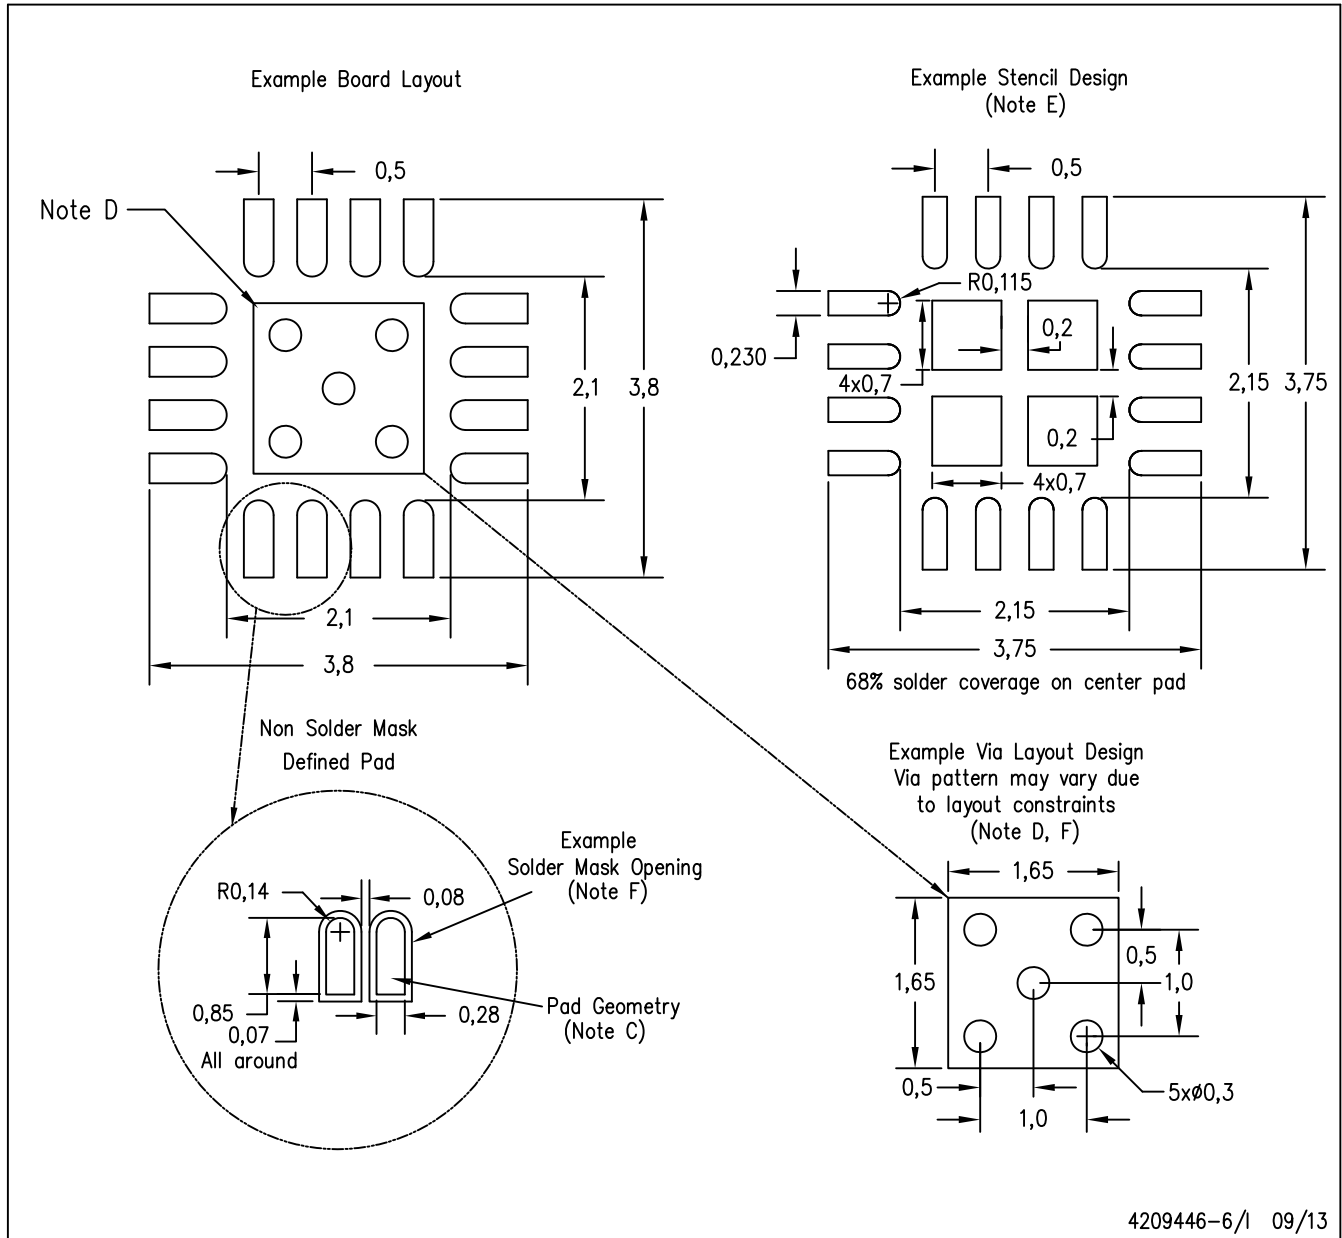 Example Board Layout
0,5
Note D
2,1
3,8
2,1
3,8
Example Stencil Design
(Note E)
0,5
R0,115
0,230
0,2
4x0,7
2,15
3,75
0,2
4x0,7
2,15
3,75
68% solder coverage on center pad
Non Solder Mask
Defined Pad
Example
Solder Mask Opening
(Note F)
R0,14
0,08
0,85
0,07
All around
0,28
Pad Geometry
(Note C)
Example Via Layout Design
Via pattern may vary due
to layout constraints
(Note D, F)
1,65
0,5
1,65
1,0
0,5
1,0
5xø0,3
4209446-6/I 09/13